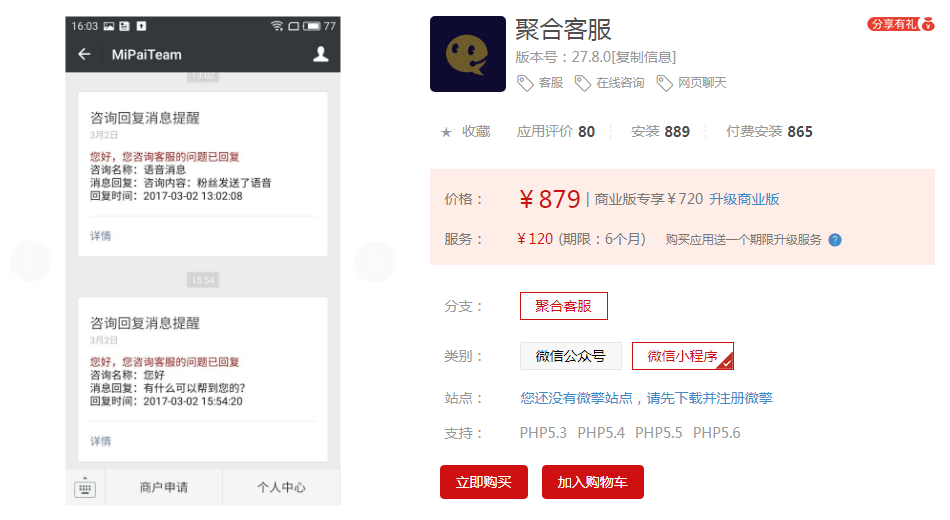 16:03
77
MiPaiTeam
13:02
咨询回复消息提醒
3月2日
您好，您咨询客服的问题已回复
咨询名称：语音消息
消息回复：咨询内容：粉丝发送了语音
回复时间：2017-03-02 13:02:08
详情
15:54
咨询回复消息提醒
3月2日
您好，您咨询客服的问题已回复
咨询名称：您好
消息回复：有什么可以帮到您的?
回复时间：2017-03-02 15:54:20
详情
商户申请 个人中心
聚合客服
分享有礼
版本号：27.8.0[复制信息]
客服 在线咨询 网页聊天
★ 收藏 应用评价 80 安装 889 付费安装 865
价格： ￥879 | 商业版专享￥720 升级商业版
服务： ￥120 (期限：6个月) 购买应用送一个期限升级服务 ?
分支： 聚合客服
类别： 微信公众号 微信小程序
站点： 您还没有微擎站点，请先下载并注册微擎
支持： PHP5.3 PHP5.4 PHP5.5 PHP5.6
立即购买 加入购物车